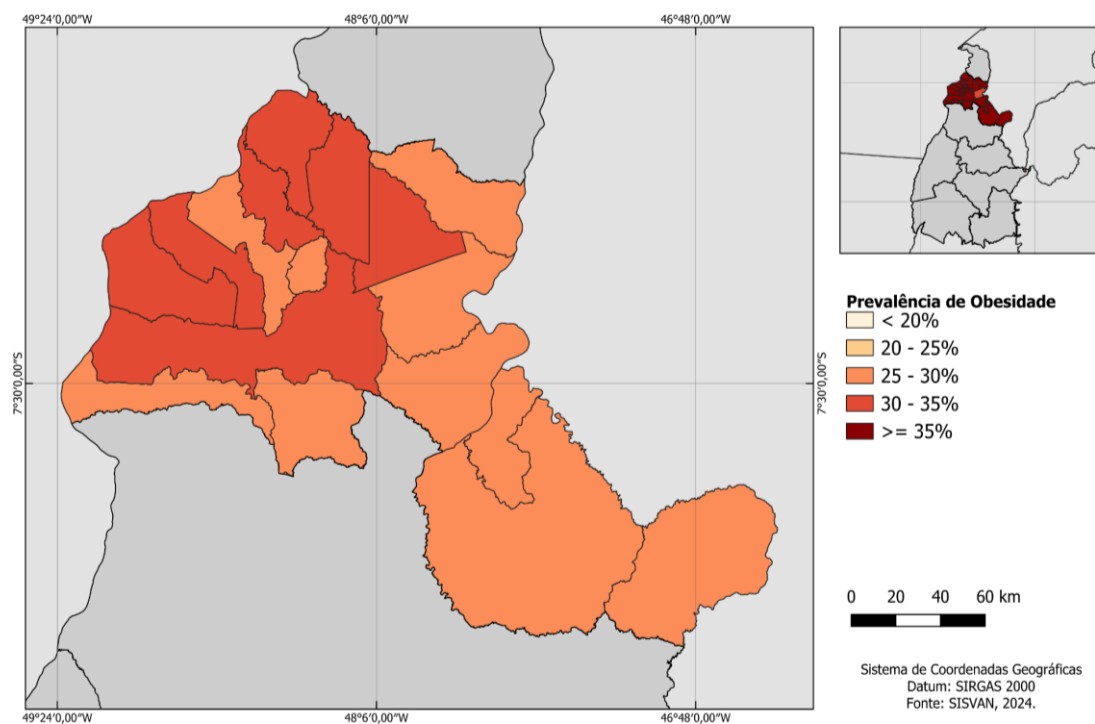 49°24'0,00"W 48°6'0,00"W 46°48'0,00"W
7°30'0,00"S 7°30'0,00"S
49°24'0,00"W 48°6'0,00"W 46°48'0,00"W
Prevalência de Obesidade
< 20%
20 - 25%
25 - 30%
30 - 35%
>= 35%
0 20 40 60 km
Sistema de Coordenadas Geográficas
Datum: SIRGAS 2000
Fonte: SISVAN, 2024.